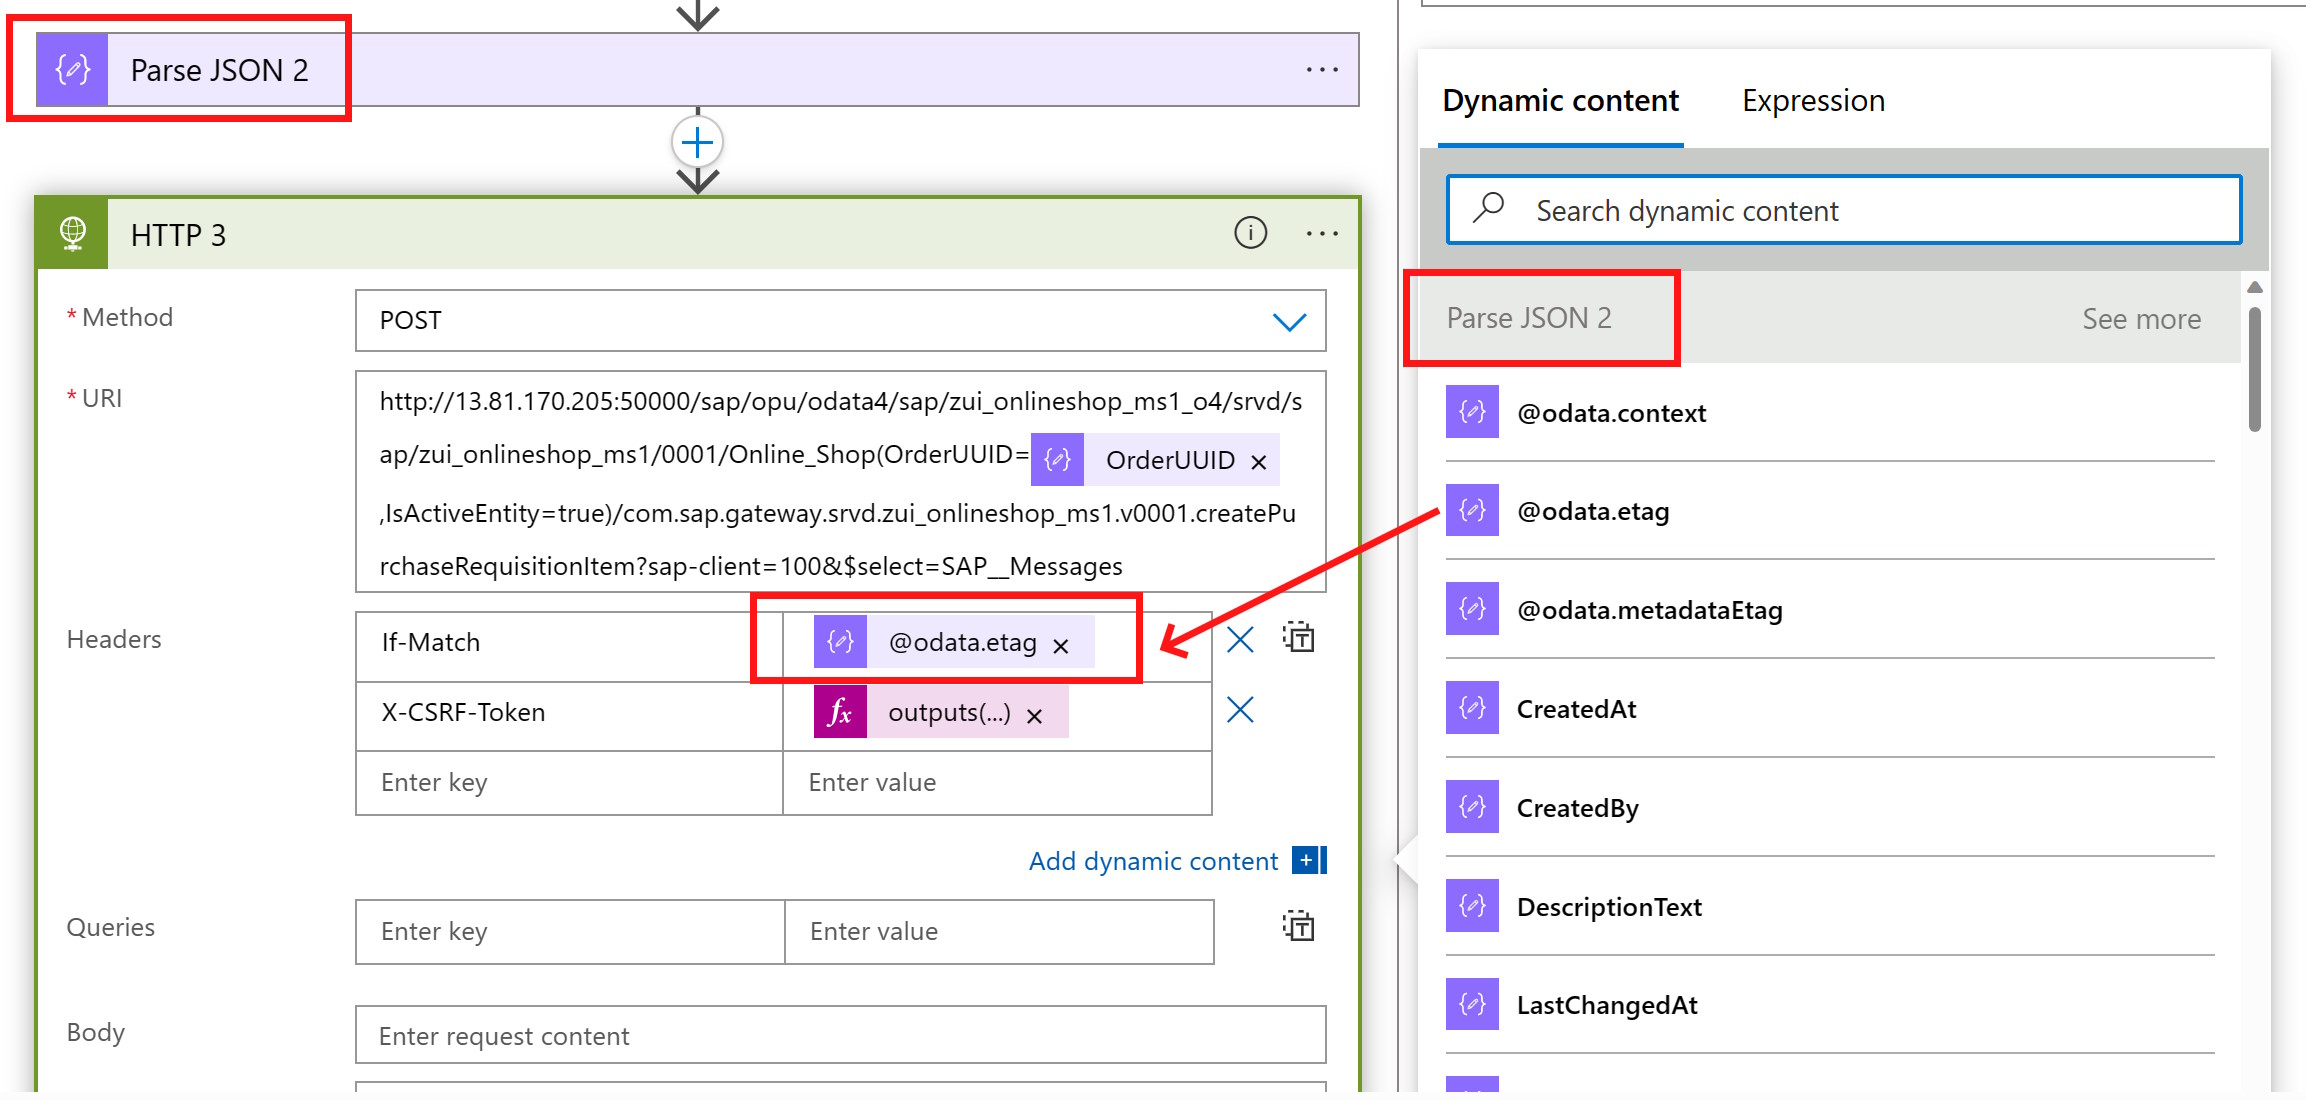 Parse JSON 2
HTTP 3
* Method
POST
* URI
http://13.81.170.205:50000/sap/opu/odata4/sap/zui_onlineshop_ms1_o4/srvd/s
ap/zui_onlineshop_ms1/0001/Online_Shop(OrderUUID= OrderUUID ×
,IsActiveEntity=true)/com.sap.gateway.srvd.zui_onlineshop_ms1.v0001.createPu
rchaseRequisitionItem?sap-client=100&$select=SAP__Messages
Headers
If-Match
@odata.etag ×
X-CSRF-Token
fx outputs(...) ×
Enter key
Enter value
Add dynamic content
Queries
Enter key
Enter value
Body
Enter request content
Dynamic content
Expression
Search dynamic content
Parse JSON 2
See more
@odata.context
@odata.etag
@odata.metadataEtag
CreatedAt
CreatedBy
DescriptionText
LastChangedAt